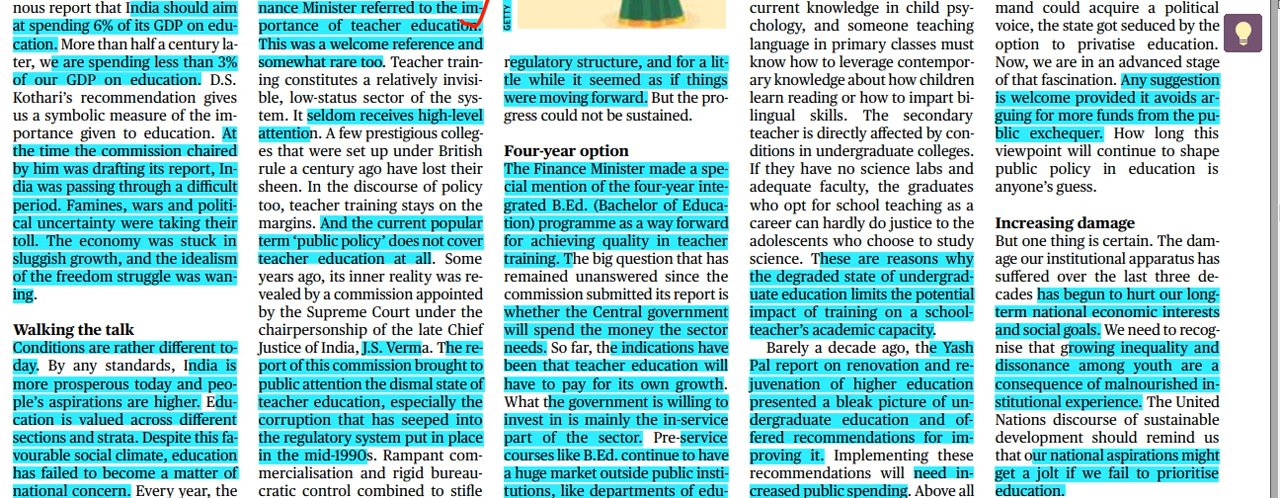 nous report that India should aim
at spending 6% of its GDP on edu-
cation. More than half a century la-
ter, we are spending less than 3%
of our GDP on education. D.S.
Kothari's recommendation gives
us a symbolic measure of the im-
portance given to education. At
the time the commission chaired
by him was drafting its report, In-
dia was passing through a difficult
period. Famines, wars and politi-
cal uncertainty were taking their
toll. The economy was stuck in
sluggish growth, and the idealism
of the freedom struggle was wan-
ing.
Walking the talk
Conditions are rather different to-
day. By any standards, India is
more prosperous today and peo-
ple's aspirations are higher. Edu-
cation is valued across different
sections and strata. Despite this fa-
vourable social climate, education
has failed to become a matter of
national concern. Every year, the
nance Minister referred to the im-
portance of teacher education.
This was a welcome reference and
somewhat rare too. Teacher train-
ing constitutes a relatively invisi-
ble, low-status sector of the sys-
tem. It seldom receives high-level
attention. A few prestigious colleg-
es that were set up under British
rule a century ago have lost their
sheen. In the discourse of policy
too, teacher training stays on the
margins. And the current popular
term 'public policy' does not cover
teacher education at all. Some
years ago, its inner reality was re-
vealed by a commission appointed
by the Supreme Court under the
chairpersonship of the late Chief
Justice of India, J.S. Verma. The re-
port of this commission brought to
public attention the dismal state of
teacher education, especially the
corruption that has seeped into
the regulatory system put in place
in the mid-1990s. Rampant com-
mercialisation and rigid bureau-
cratic control combined to stifle
GETTY
regulatory structure, and for a lit-
tle while it seemed as if things
were moving forward. But the pro-
gress could not be sustained.
Four-year option
The Finance Minister made a spe-
cial mention of the four-year inte-
grated B.Ed. (Bachelor of Educa-
tion) programme as a way forward
for achieving quality in teacher
training. The big question that has
remained unanswered since the
commission submitted its report is
whether the Central government
will spend the money the sector
needs. So far, the indications have
been that teacher education will
have to pay for its own growth.
What the government is willing to
invest in is mainly the in-service
part of the sector. Pre-service
courses like B.Ed. continue to have
a huge market outside public insti-
tutions, like departments of edu-
current knowledge in child psy-
chology, and someone teaching
language in primary classes must
know how to leverage contempor-
ary knowledge about how children
learn reading or how to impart bi-
lingual skills. The secondary
teacher is directly affected by con-
ditions in undergraduate colleges.
If they have no science labs and
adequate faculty, the graduates
who opt for school teaching as a
career can hardly do justice to the
adolescents who choose to study
science. These are reasons why
the degraded state of undergrad-
uate education limits the potential
impact of training on a school-
teacher's academic capacity.
Barely a decade ago, the Yash
Pal report on renovation and re-
juvenation of higher education
presented a bleak picture of un-
dergraduate education and of-
fered recommendations for im-
proving it. Implementing these
recommendations will need in-
creased public spending. Above all
mand could acquire a political
voice, the state got seduced by the
option to privatise education.
Now, we are in an advanced stage
of that fascination. Any suggestion
is welcome provided it avoids ar-
guing for more funds from the pu-
blic exchequer. How long this
viewpoint will continue to shape
public policy in education is
anyone's guess.
Increasing damage
But one thing is certain. The dam-
age our institutional apparatus has
suffered over the last three de-
cades has begun to hurt our long-
term national economic interests
and social goals. We need to recog-
nise that growing inequality and
dissonance among youth are a
consequence of malnourished in-
stitutional experience. The United
Nations discourse of sustainable
development should remind us
that our national aspirations might
get a jolt if we fail to prioritise
education.